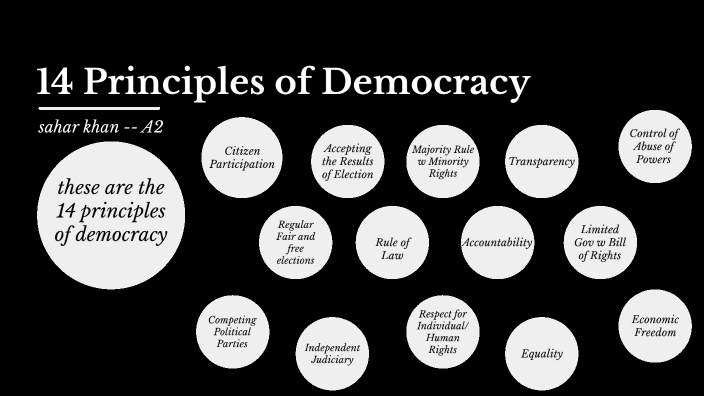 14 Principles of Democracy
sahar khan -- A2
these are the
14 principles
of democracy
Citizen
Participation
Accepting
the Results
of Election
Majority Rule
w Minority
Rights
Transparency
Control of
Abuse of
Powers
Regular
Fair and
free
elections
Rule of
Law
Accountability
Limited
Gov w Bill
of Rights
Competing
Political
Parties
Independent
Judiciary
Respect for
Individual/
Human
Rights
Equality
Economic
Freedom